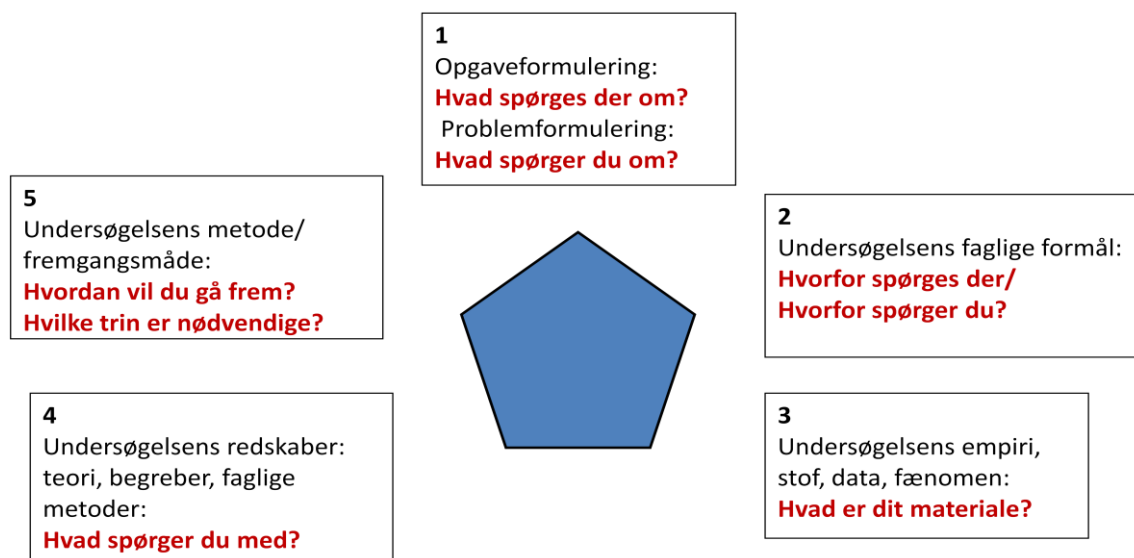 1
Opgaveformulering:
Hvad spørges der om?
Problemformulering:
Hvad spørger du om?
2
Undersøgelsens faglige formål:
Hvorfor spørges der/
Hvorfor spørger du?
3
Undersøgelsens empiri,
stof, data, fænomen:
Hvad er dit materiale?
4
Undersøgelsens redskaber:
teori, begreber, faglige
metoder:
Hvad spørger du med?
5
Undersøgelsens metode/
fremgangsmåde:
Hvordan vil du gå frem?
Hvilke trin er nødvendige?